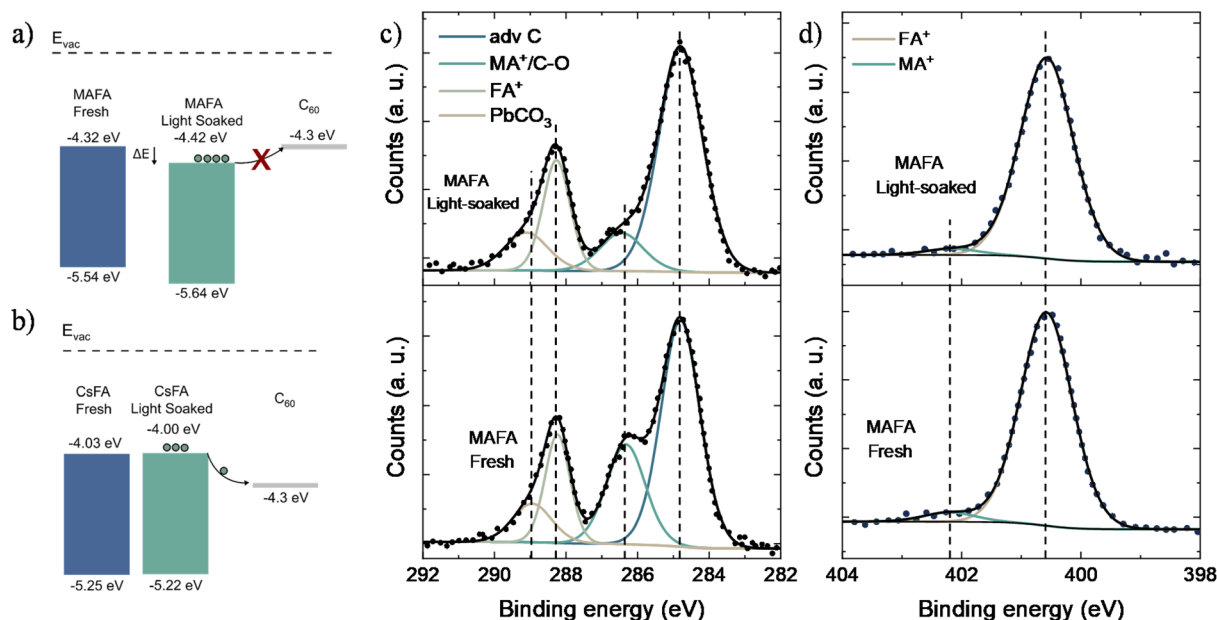 a)
E_vac
MAFA
Fresh
-4.32 eV
-5.54 eV
ΔE
MAFA
Light Soaked
-4.42 eV
-5.64 eV
X
C₆₀
-4.3 eV
b)
E_vac
CsFA
Fresh
-4.03 eV
-5.25 eV
CsFA
Light Soaked
-4.00 eV
-5.22 eV
C₆₀
-4.3 eV
c)
adv C
MA⁺/C-O
FA⁺
PbCO₃
MAFA
Light-soaked
Counts (a. u.)
MAFA
Fresh
Counts (a. u.)
292 290 288 286 284 282
Binding energy (eV)
d)
FA⁺
MA⁺
MAFA
Light-soaked
Counts (a. u.)
MAFA
Fresh
Counts (a. u.)
404 402 400 398
Binding energy (eV)